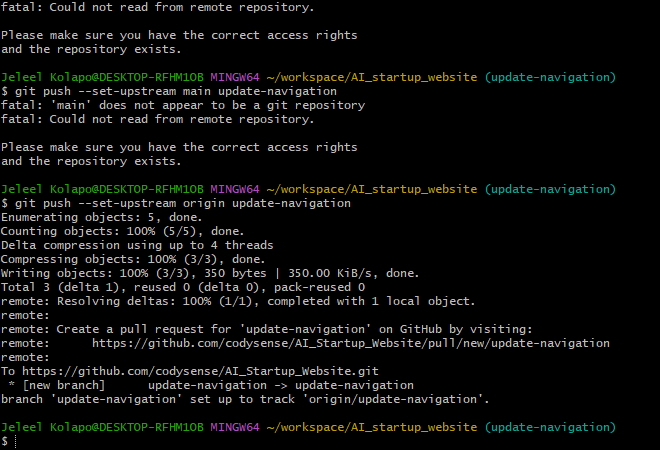 fatal: Could not read from remote repository.

Please make sure you have the correct access rights
and the repository exists.

Jeleel Kolapo@DESKTOP-RFHM1OB MINGW64 ~/workspace/AI_startup_website (update-navigation)
$ git push --set-upstream main update-navigation
fatal: 'main' does not appear to be a git repository
fatal: Could not read from remote repository.

Please make sure you have the correct access rights
and the repository exists.

Jeleel Kolapo@DESKTOP-RFHM1OB MINGW64 ~/workspace/AI_startup_website (update-navigation)
$ git push --set-upstream origin update-navigation
Enumerating objects: 5, done.
Counting objects: 100% (5/5), done.
Delta compression using up to 4 threads
Compressing objects: 100% (3/3), done.
Writing objects: 100% (3/3), 350 bytes | 350.00 KiB/s, done.
Total 3 (delta 1), reused 0 (delta 0), pack-reused 0
remote: Resolving deltas: 100% (1/1), completed with 1 local object.
remote:
remote: Create a pull request for 'update-navigation' on GitHub by visiting:
remote:      https://github.com/codysense/AI_Startup_Website/pull/new/update-navigation
remote:
To https://github.com/codysense/AI_Startup_Website.git
 * [new branch]      update-navigation -> update-navigation
branch 'update-navigation' set up to track 'origin/update-navigation'.

Jeleel Kolapo@DESKTOP-RFHM1OB MINGW64 ~/workspace/AI_startup_website (update-navigation)
$